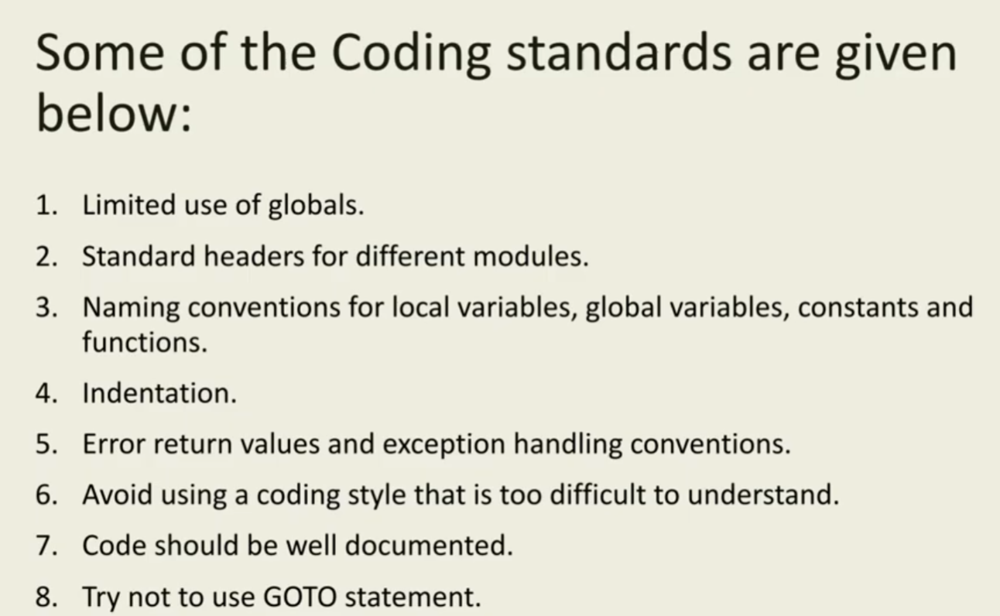 Some of the Coding standards are given
below:
1. Limited use of globals.
2. Standard headers for different modules.
3. Naming conventions for local variables, global variables, constants and
functions.
4. Indentation.
5. Error return values and exception handling conventions.
6. Avoid using a coding style that is too difficult to understand.
7. Code should be well documented.
8. Try not to use GOTO statement.